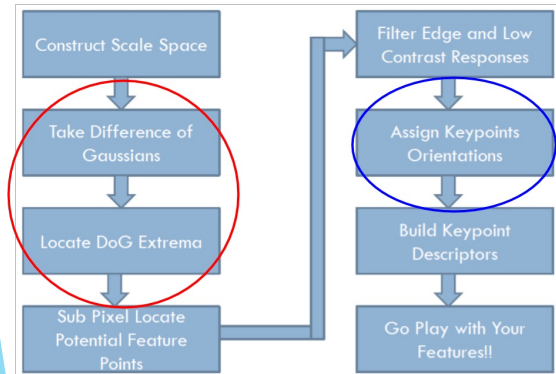 Construct Scale Space
Take Difference of
Gaussians
Locate DoG Extrema
Sub Pixel Locate
Potential Feature
Points
Filter Edge and Low
Contrast Responses
Assign Keypoints
Orientations
Build Keypoint
Descriptors
Go Play with Your
Features!!